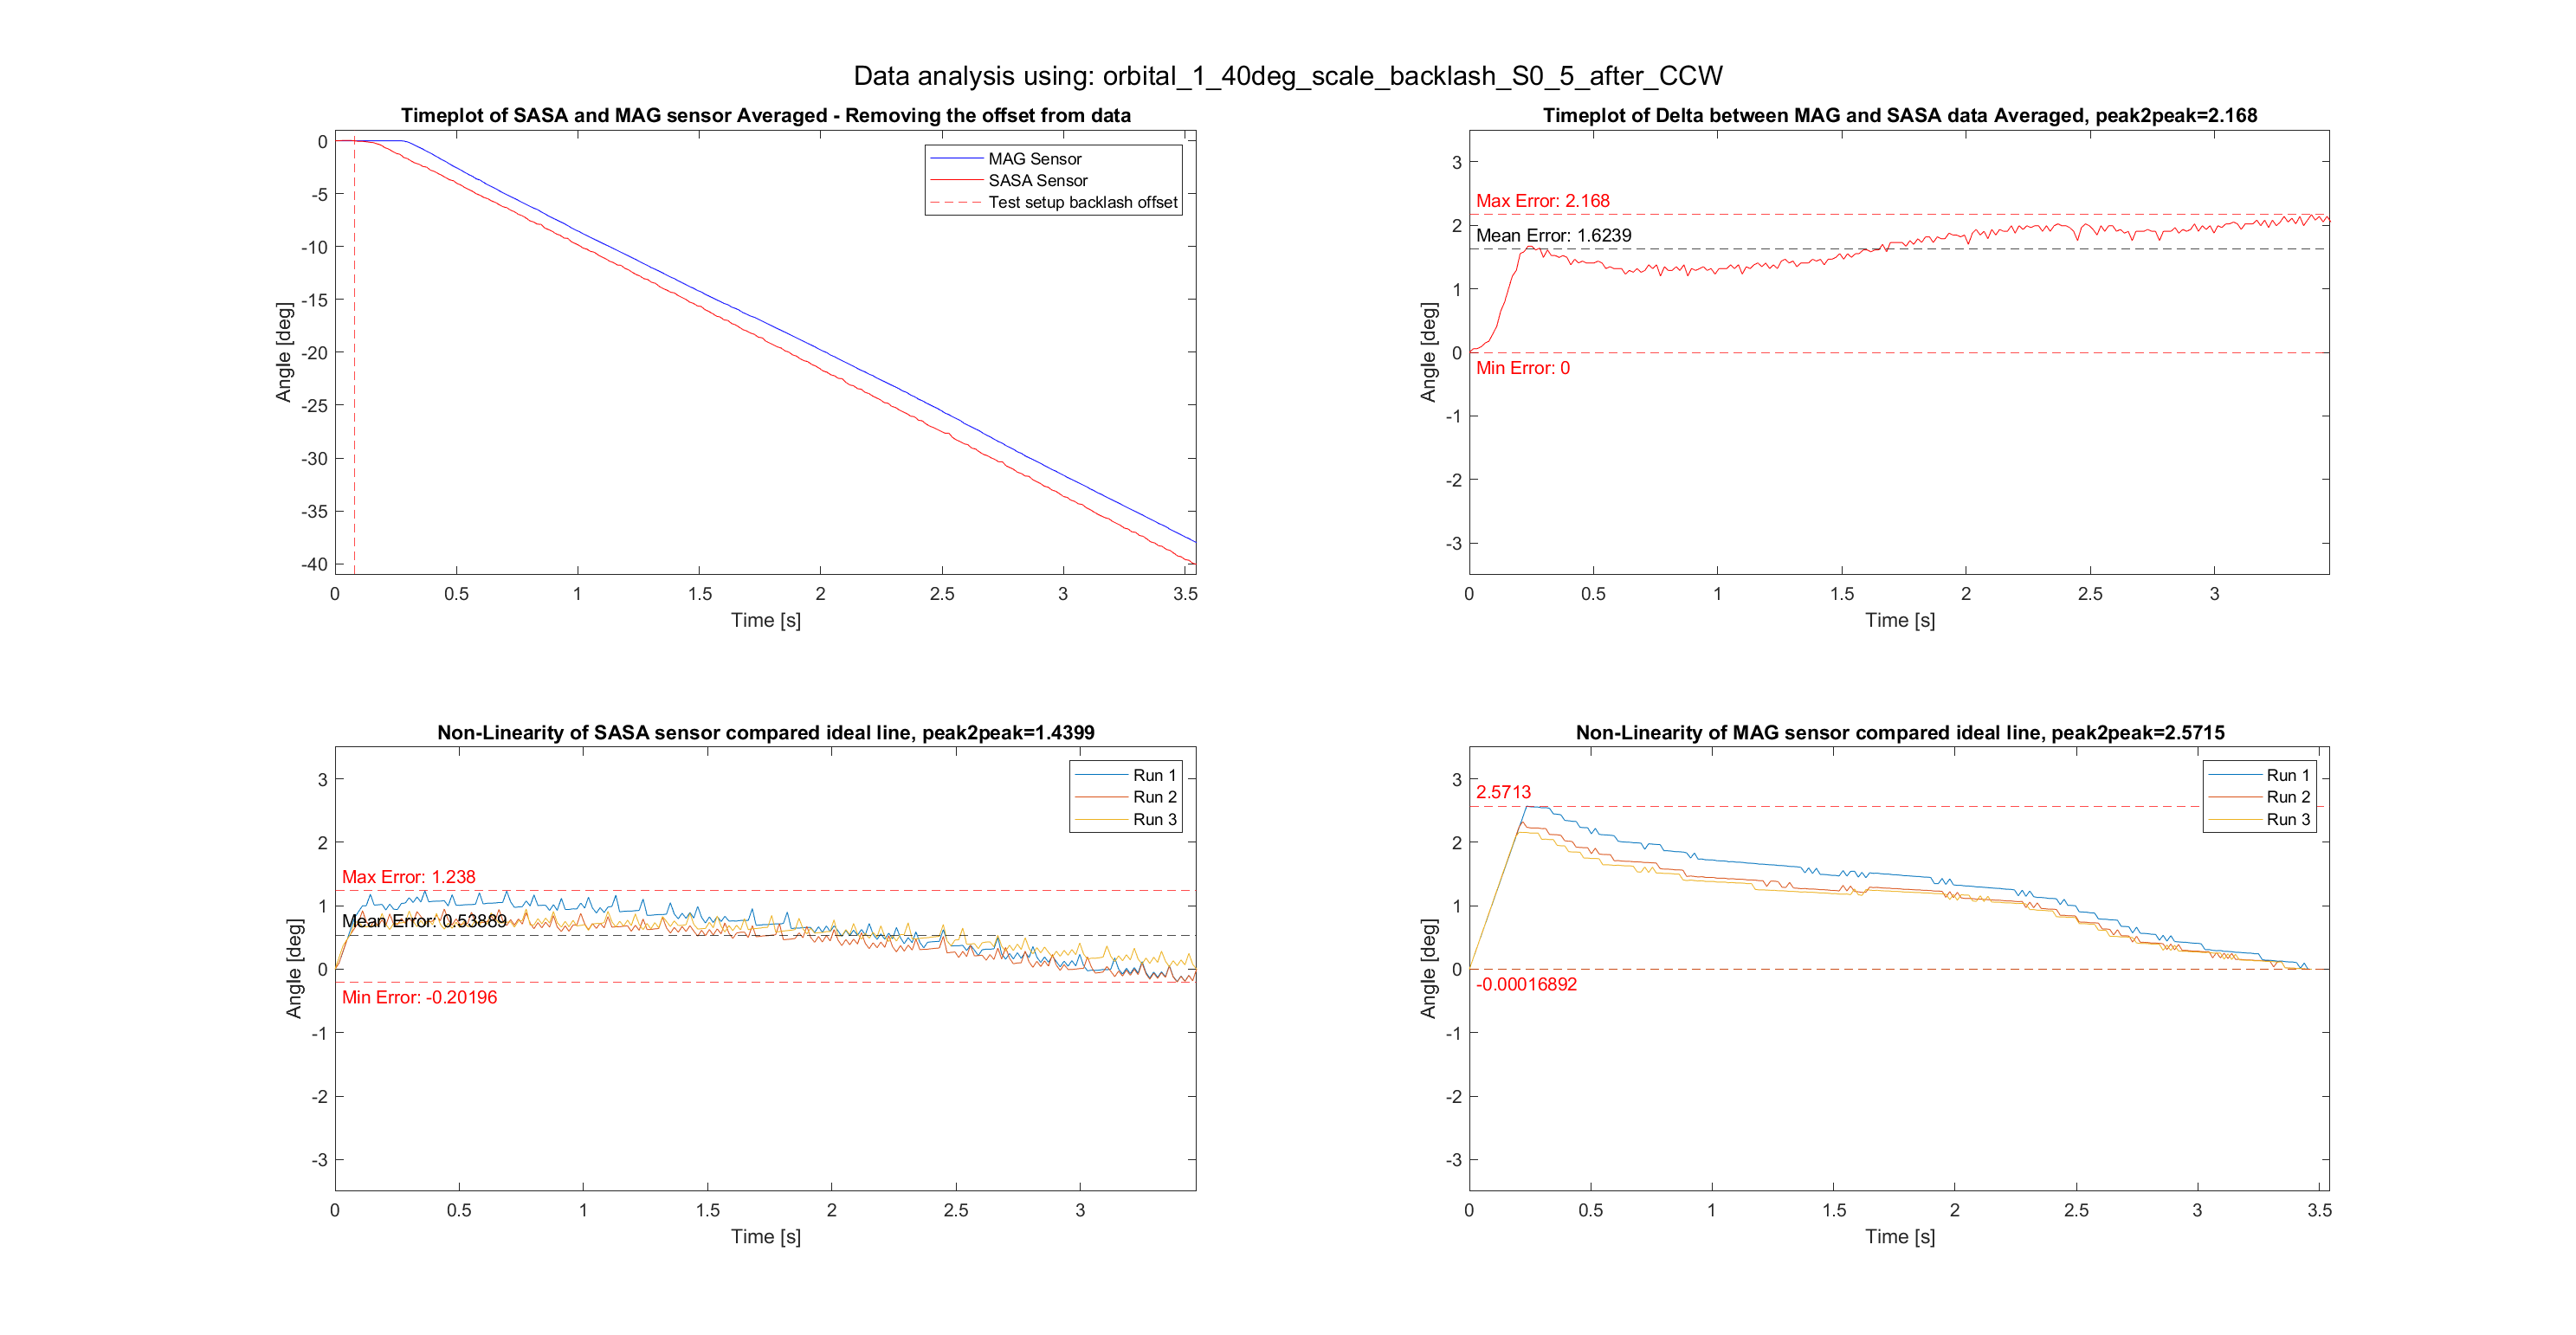 Data analysis using: orbital_1_40deg_scale_backlash_S0_5_after_CCW
Timeplot of SASA and MAG sensor Averaged - Removing the offset from data
0
-5
-10
-15
-20
-25
-30
-35
-40
Angle [deg]
MAG Sensor
SASA Sensor
Test setup backlash offset
0 0.5 1 1.5 2 2.5 3 3.5
Time [s]
Timeplot of Delta between MAG and SASA data Averaged, peak2peak=2.168
3
2
1
0
-1
-2
-3
Angle [deg]
Max Error: 2.168
Mean Error: 1.6239
Min Error: 0
0 0.5 1 1.5 2 2.5 3
Time [s]
Non-Linearity of SASA sensor compared ideal line, peak2peak=1.4399
3
2
1
0
-1
-2
-3
Angle [deg]
Run 1
Run 2
Run 3
Max Error: 1.238
Mean Error: 0.53889
Min Error: -0.20196
0 0.5 1 1.5 2 2.5 3
Time [s]
Non-Linearity of MAG sensor compared ideal line, peak2peak=2.5715
3
2
1
0
-1
-2
-3
Angle [deg]
Run 1
Run 2
Run 3
2.5713
-0.00016892
0 0.5 1 1.5 2 2.5 3 3.5
Time [s]